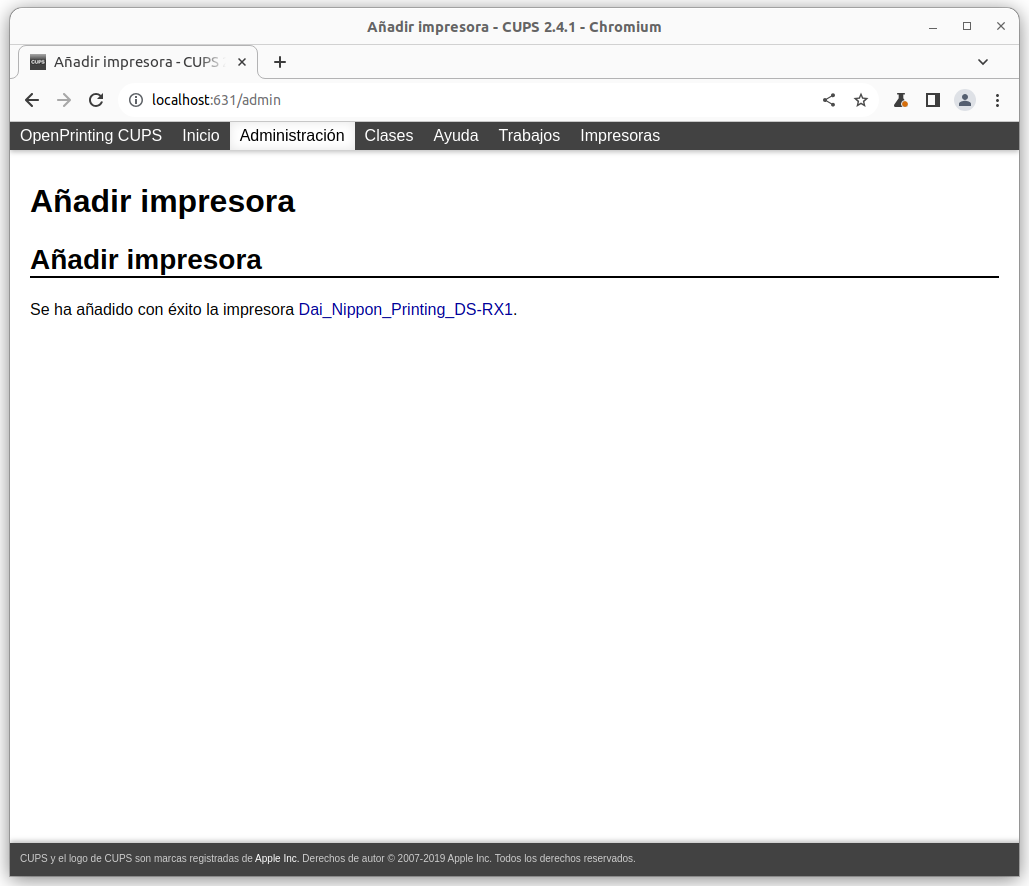 Añadir impresora - CUPS 2.4.1 - Chromium
CUPS Añadir impresora - CUPS
localhost:631/admin
OpenPrinting CUPS Inicio Administración Clases Ayuda Trabajos Impresoras
Añadir impresora
Añadir impresora
Se ha añadido con éxito la impresora Dai_Nippon_Printing_DS-RX1.
CUPS y el logo de CUPS son marcas registradas de Apple Inc. Derechos de autor © 2007-2019 Apple Inc. Todos los derechos reservados.